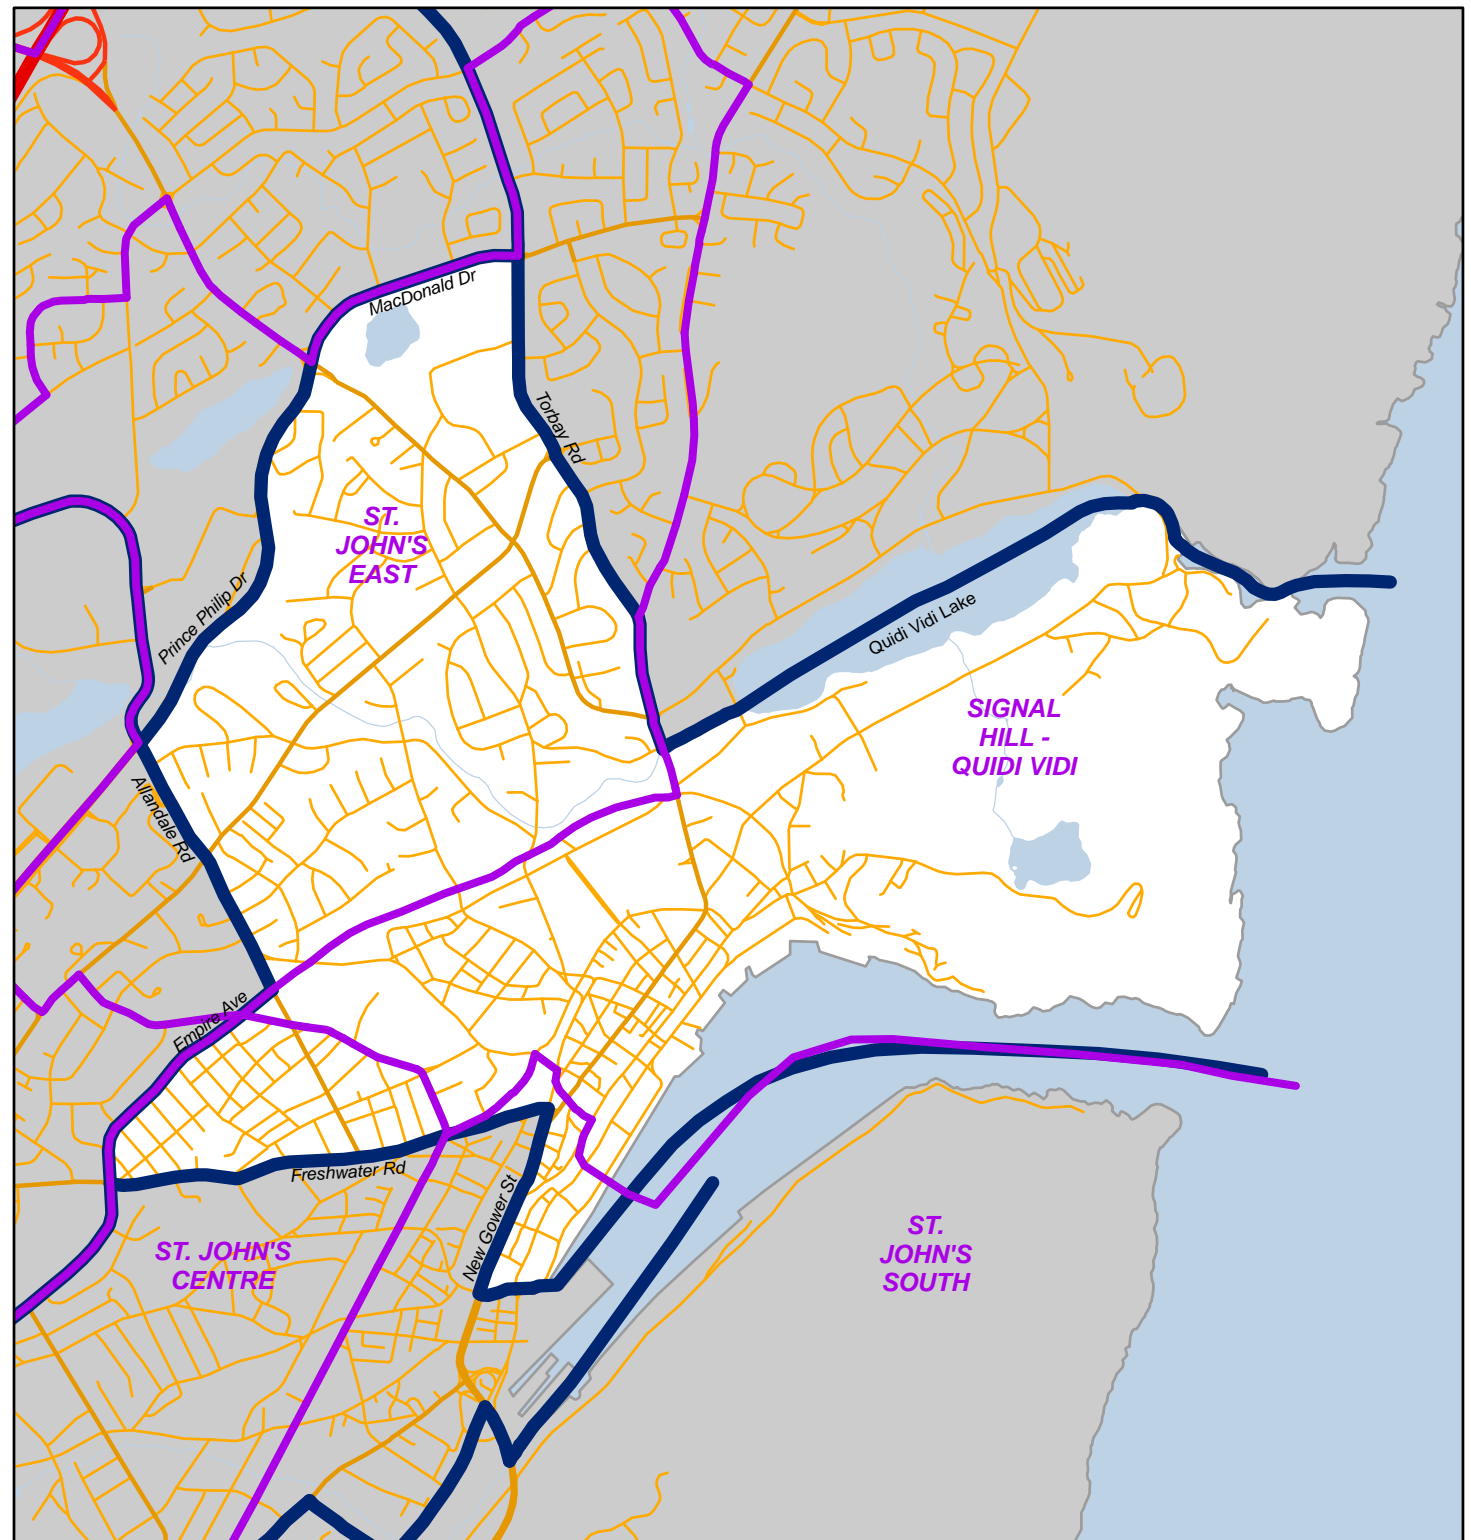 MacDonald Dr
Torbay Rd
ST.
JOHN'S
EAST
Prince Philip Dr
Quidi Vidi Lake
SIGNAL
HILL -
QUIDI VIDI
Allandale Rd
Empire Ave
Freshwater Rd
New Gower St
ST. JOHN'S
CENTRE
ST.
JOHN'S
SOUTH